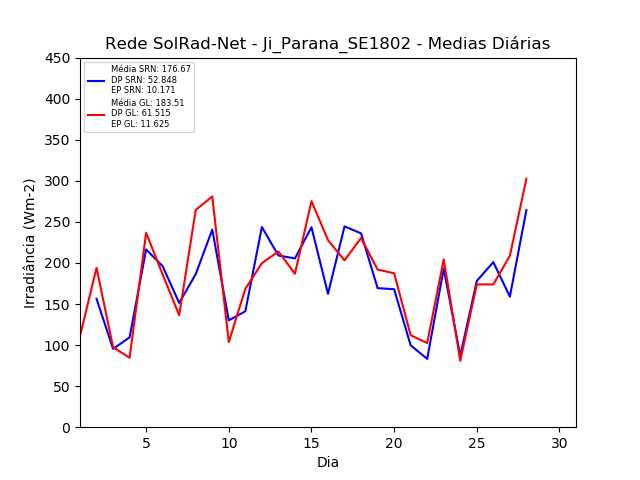 Rede SolRad-Net - Ji_Parana_SE1802 - Medias Diárias
Irradiância (Wm-2)
450
400
350
300
250
200
150
100
50
0
Média SRN: 176.67
DP SRN: 52.848
EP SRN: 10.171
Média GL: 183.51
DP GL: 61.515
EP GL: 11.625
5
10
15
20
25
30
Dia